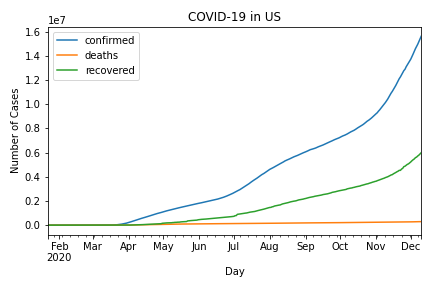 COVID-19 in US
1e7
confirmed
deaths
recovered
Number of Cases
1.6
1.4
1.2
1.0
0.8
0.6
0.4
0.2
0.0
Feb Mar Apr May Jun Jul Aug Sep Oct Nov Dec
2020
Day